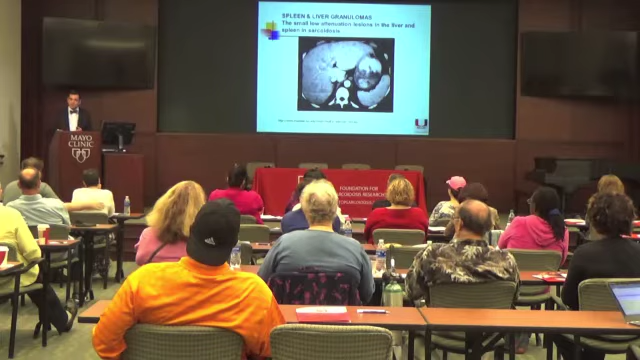 SPLEEN & LIVER GRANULOMAS
The small low attenuation lesions in the liver and
spleen in sarcoidosis
MAYO
CLINIC
FOUNDATION FOR
SARCOIDOSIS RESEARCH
STOPSARCOIDOSIS